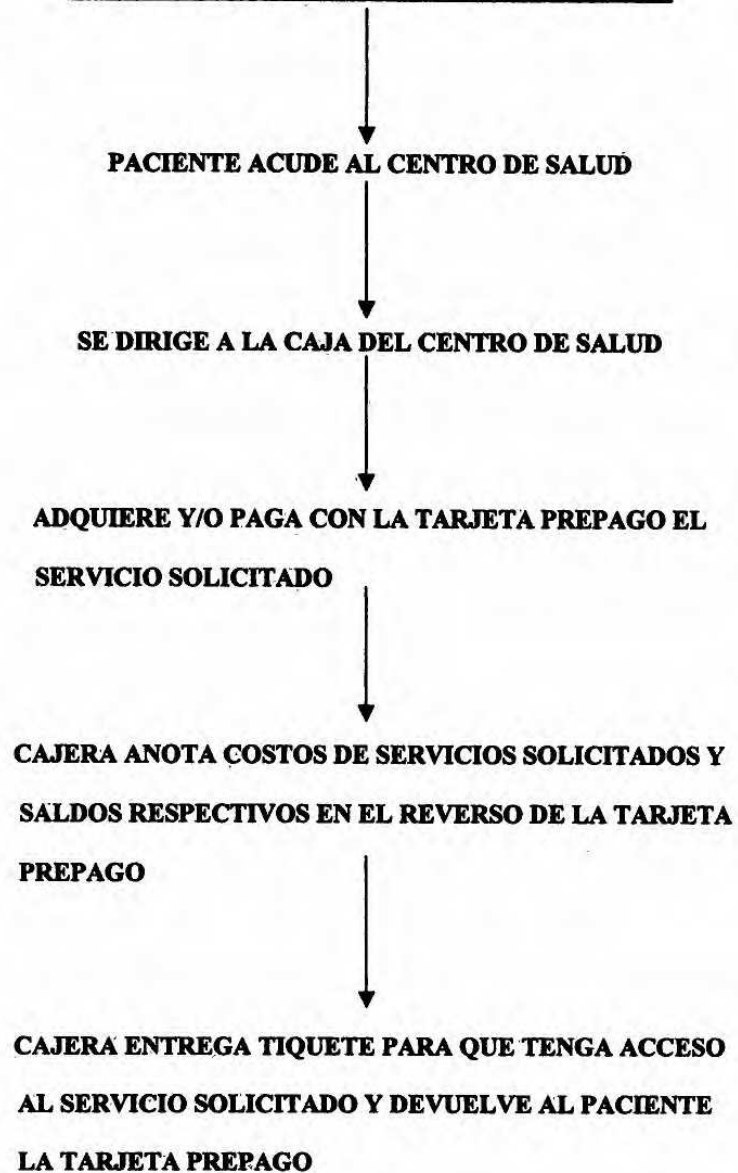 PACIENTE ACUDE AL CENTRO DE SALUD
SE DIRIGE A LA CAJA DEL CENTRO DE SALUD
ADQUIERE Y/O PAGA CON LA TARJETA PREPAGO EL
SERVICIO SOLICITADO
CAJERA ANOTA COSTOS DE SERVICIOS SOLICITADOS Y
SALDOS RESPECTIVOS EN EL REVERSO DE LA TARJETA
PREPAGO
CAJERA ENTREGA TIQUETE PARA QUE TENGA ACCESO
AL SERVICIO SOLICITADO Y DEVUELVE AL PACIENTE
LA TARJETA PREPAGO